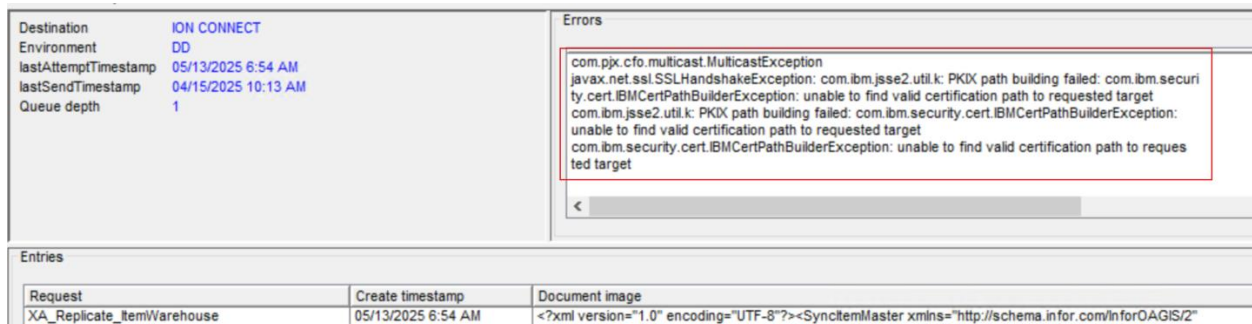 Destination ION CONNECT
Environment DD
lastAttemptTimestamp 05/13/2025 6:54 AM
lastSendTimestamp 04/15/2025 10:13 AM
Queue depth 1
Errors
com.pjx.cfo.multicast.MulticastException
javax.net.ssl.SSLHandshakeException: com.ibm.jsse2.util.k: PKIX path building failed: com.ibm.securi
ty.cert.IBMCertPathBuilderException: unable to find valid certification path to requested target
com.ibm.jsse2.util.k: PKIX path building failed: com.ibm.security.cert.IBMCertPathBuilderException:
unable to find valid certification path to requested target
com.ibm.security.cert.IBMCertPathBuilderException: unable to find valid certification path to reques
ted target
Entries
Request Create timestamp Document image
XA_Replicate_ItemWarehouse 05/13/2025 6:54 AM <?xml version="1.0" encoding="UTF-8"?><SyncItemMaster xmlns="http://schema.infor.com/InforOAGIS/2"